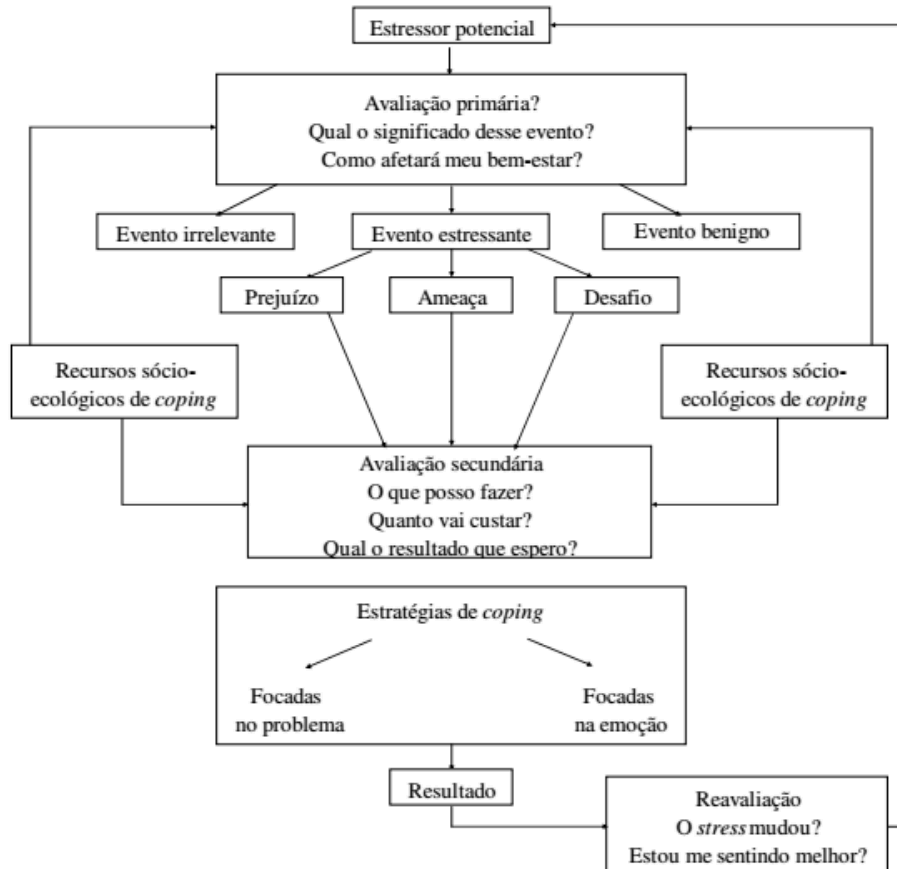 Estressor potencial
Avaliação primária?
Qual o significado desse evento?
Como afetará meu bem-estar?
Evento irrelevante
Evento estressante
Evento benigno
Prejuízo
Ameaça
Desafio
Recursos sócio-
ecológicos de coping
Recursos sócio-
ecológicos de coping
Avaliação secundária
O que posso fazer?
Quanto vai custar?
Qual o resultado que espero?
Estratégias de coping
Focadas
no problema
Focadas
na emoção
Resultado
Reavaliação
O stress mudou?
Estou me sentindo melhor?